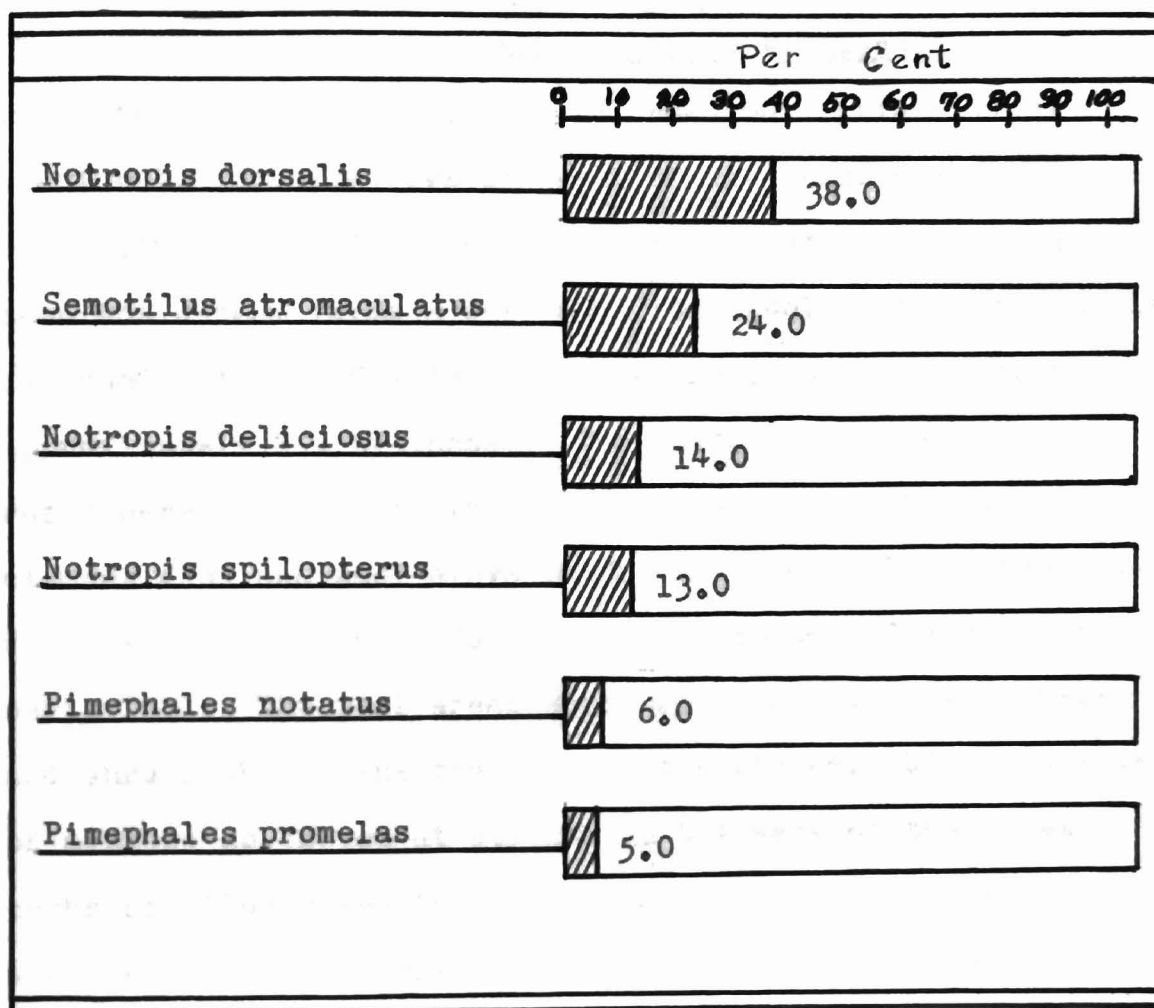 Per Cent
0 10 20 30 40 50 60 70 80 90 100
Notropis dorsalis 38.0
Semotilus atromaculatus 24.0
Notropis deliciosus 14.0
Notropis spilopterus 13.0
Pimephales notatus 6.0
Pimephales promelas 5.0